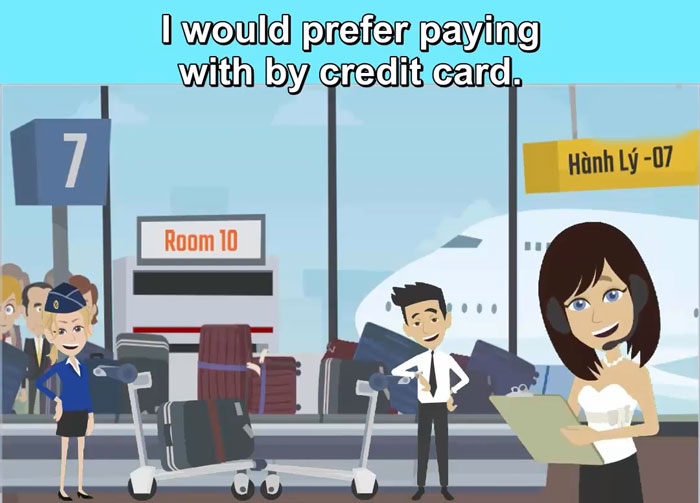 I would prefer paying
with by credit card.
7
Hành Lý -07
Room 10